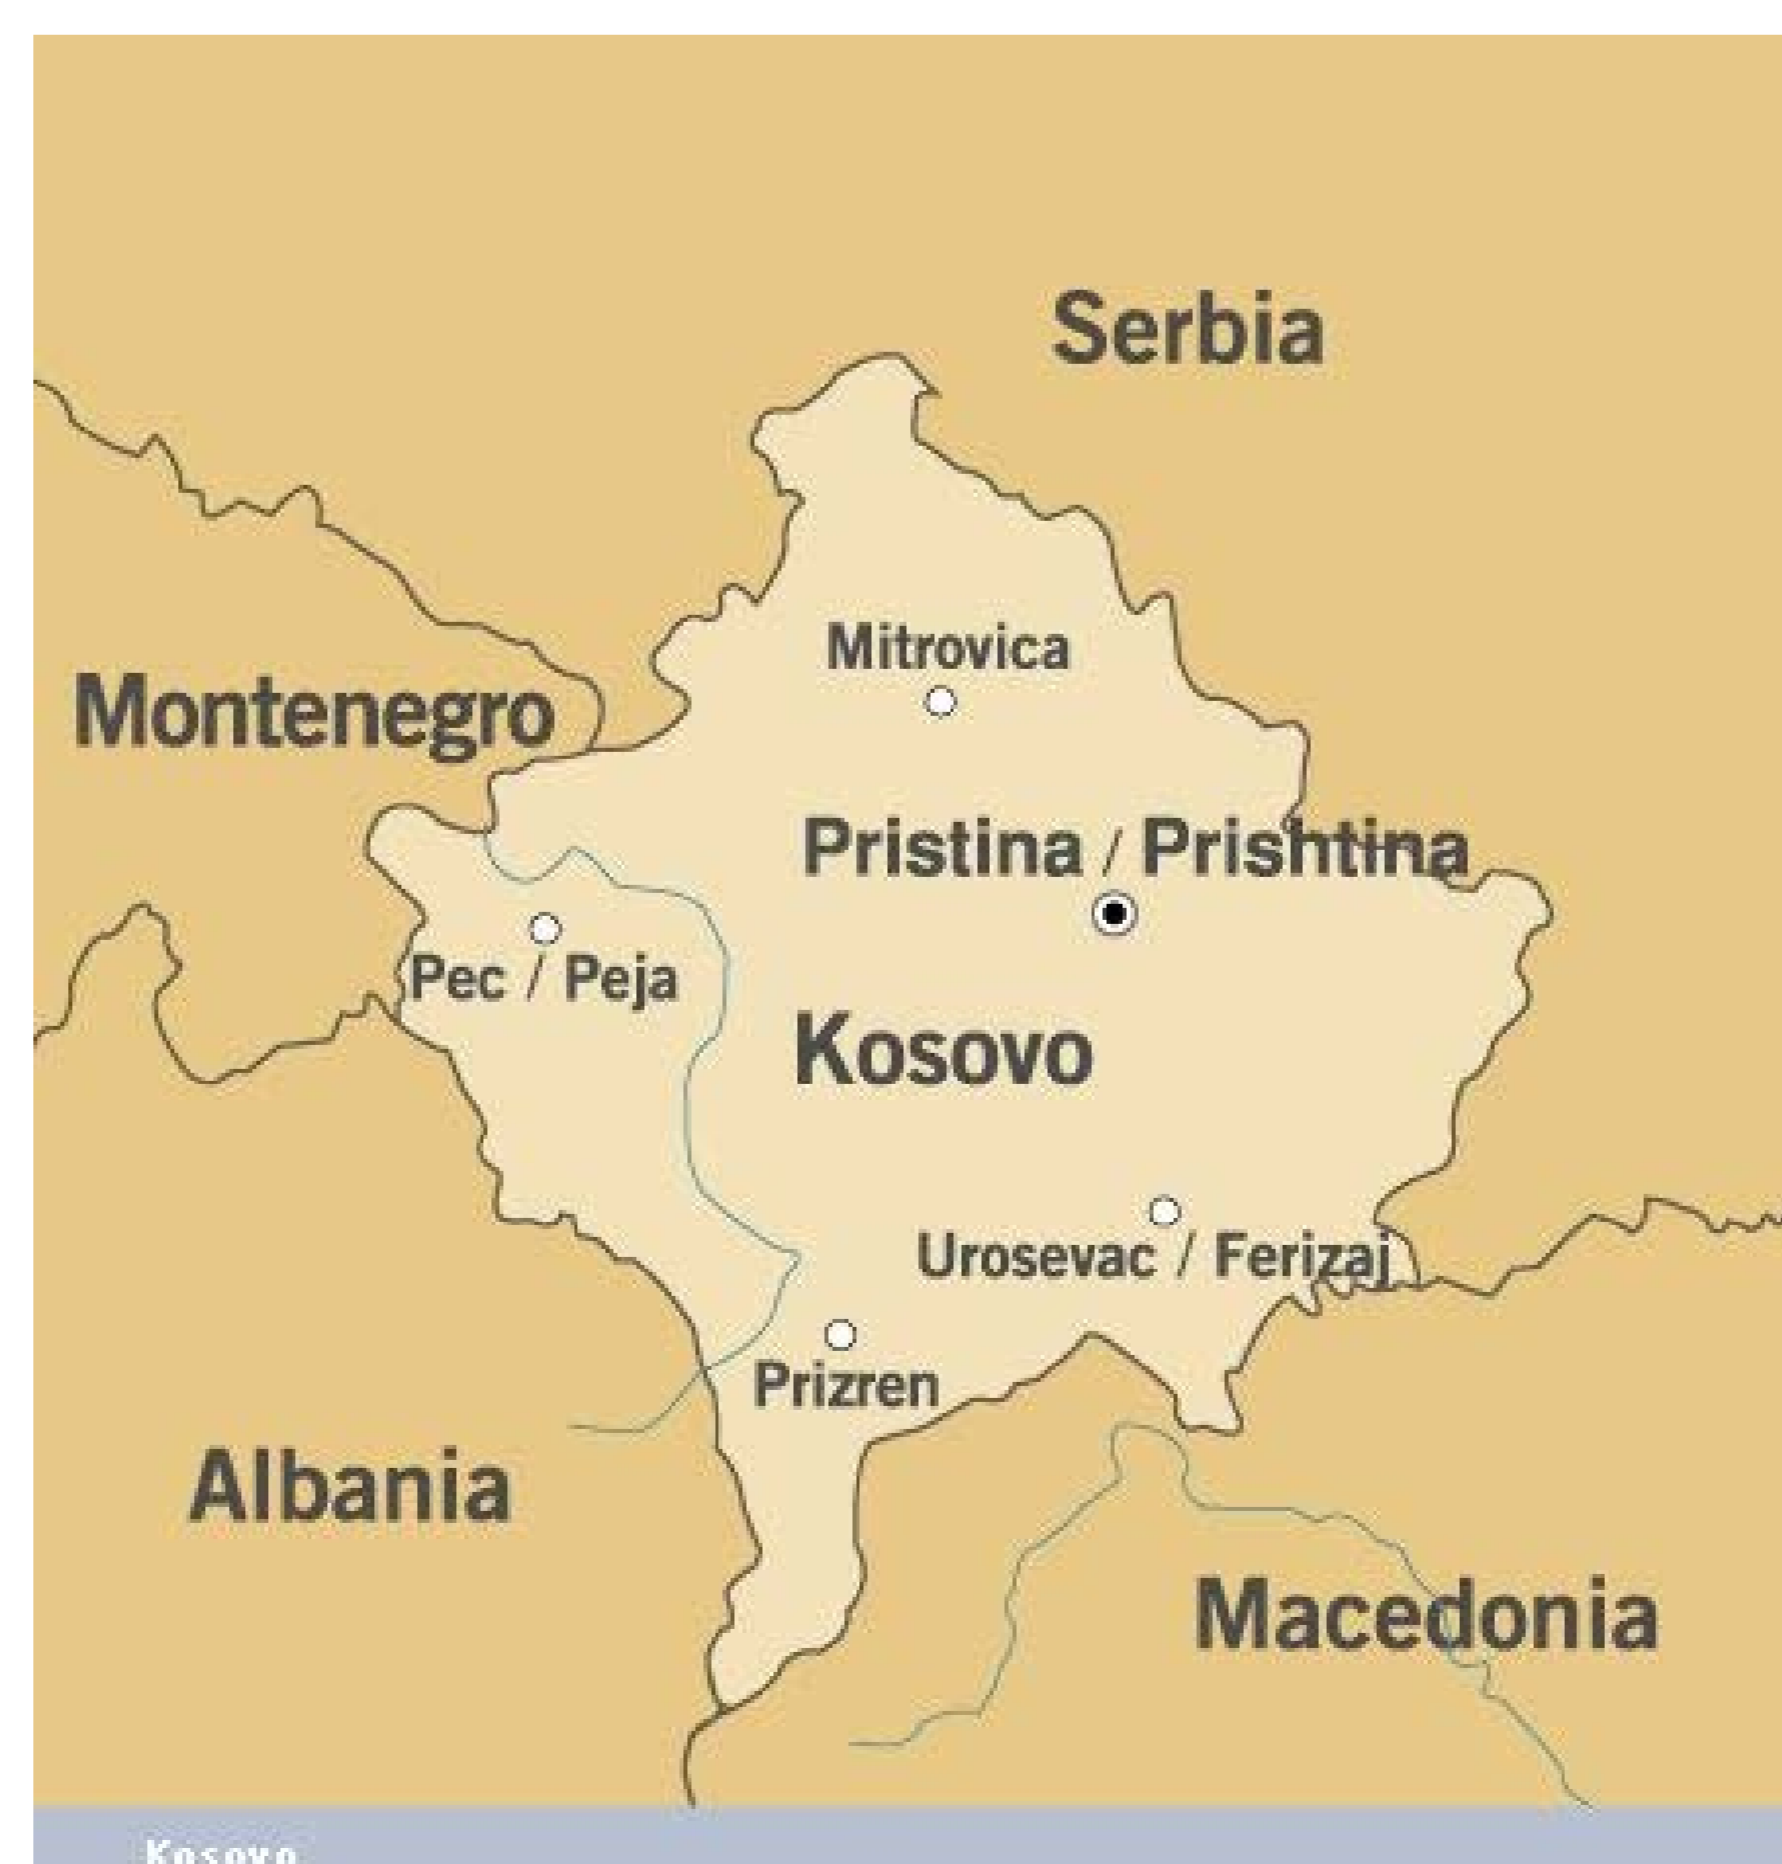 Serbia
Mitrovica
Montenegro
Pristina / Prishtina
Pec / Peja
Kosovo
Urosevac / Ferizaj
Prizren
Albania
Macedonia
Kosovo